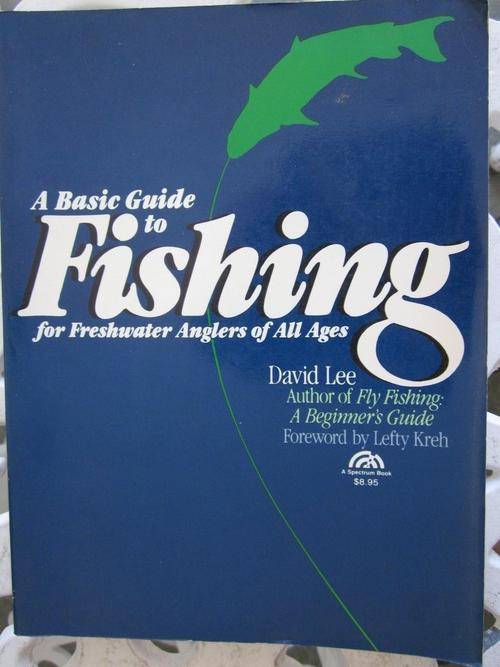 A Basic Guide
to
Fishing
for Freshwater Anglers of All Ages
David Lee
Author of Fly Fishing:
A Beginner's Guide
Foreword by Lefty Kreh
A Spectrum Book
$8.95